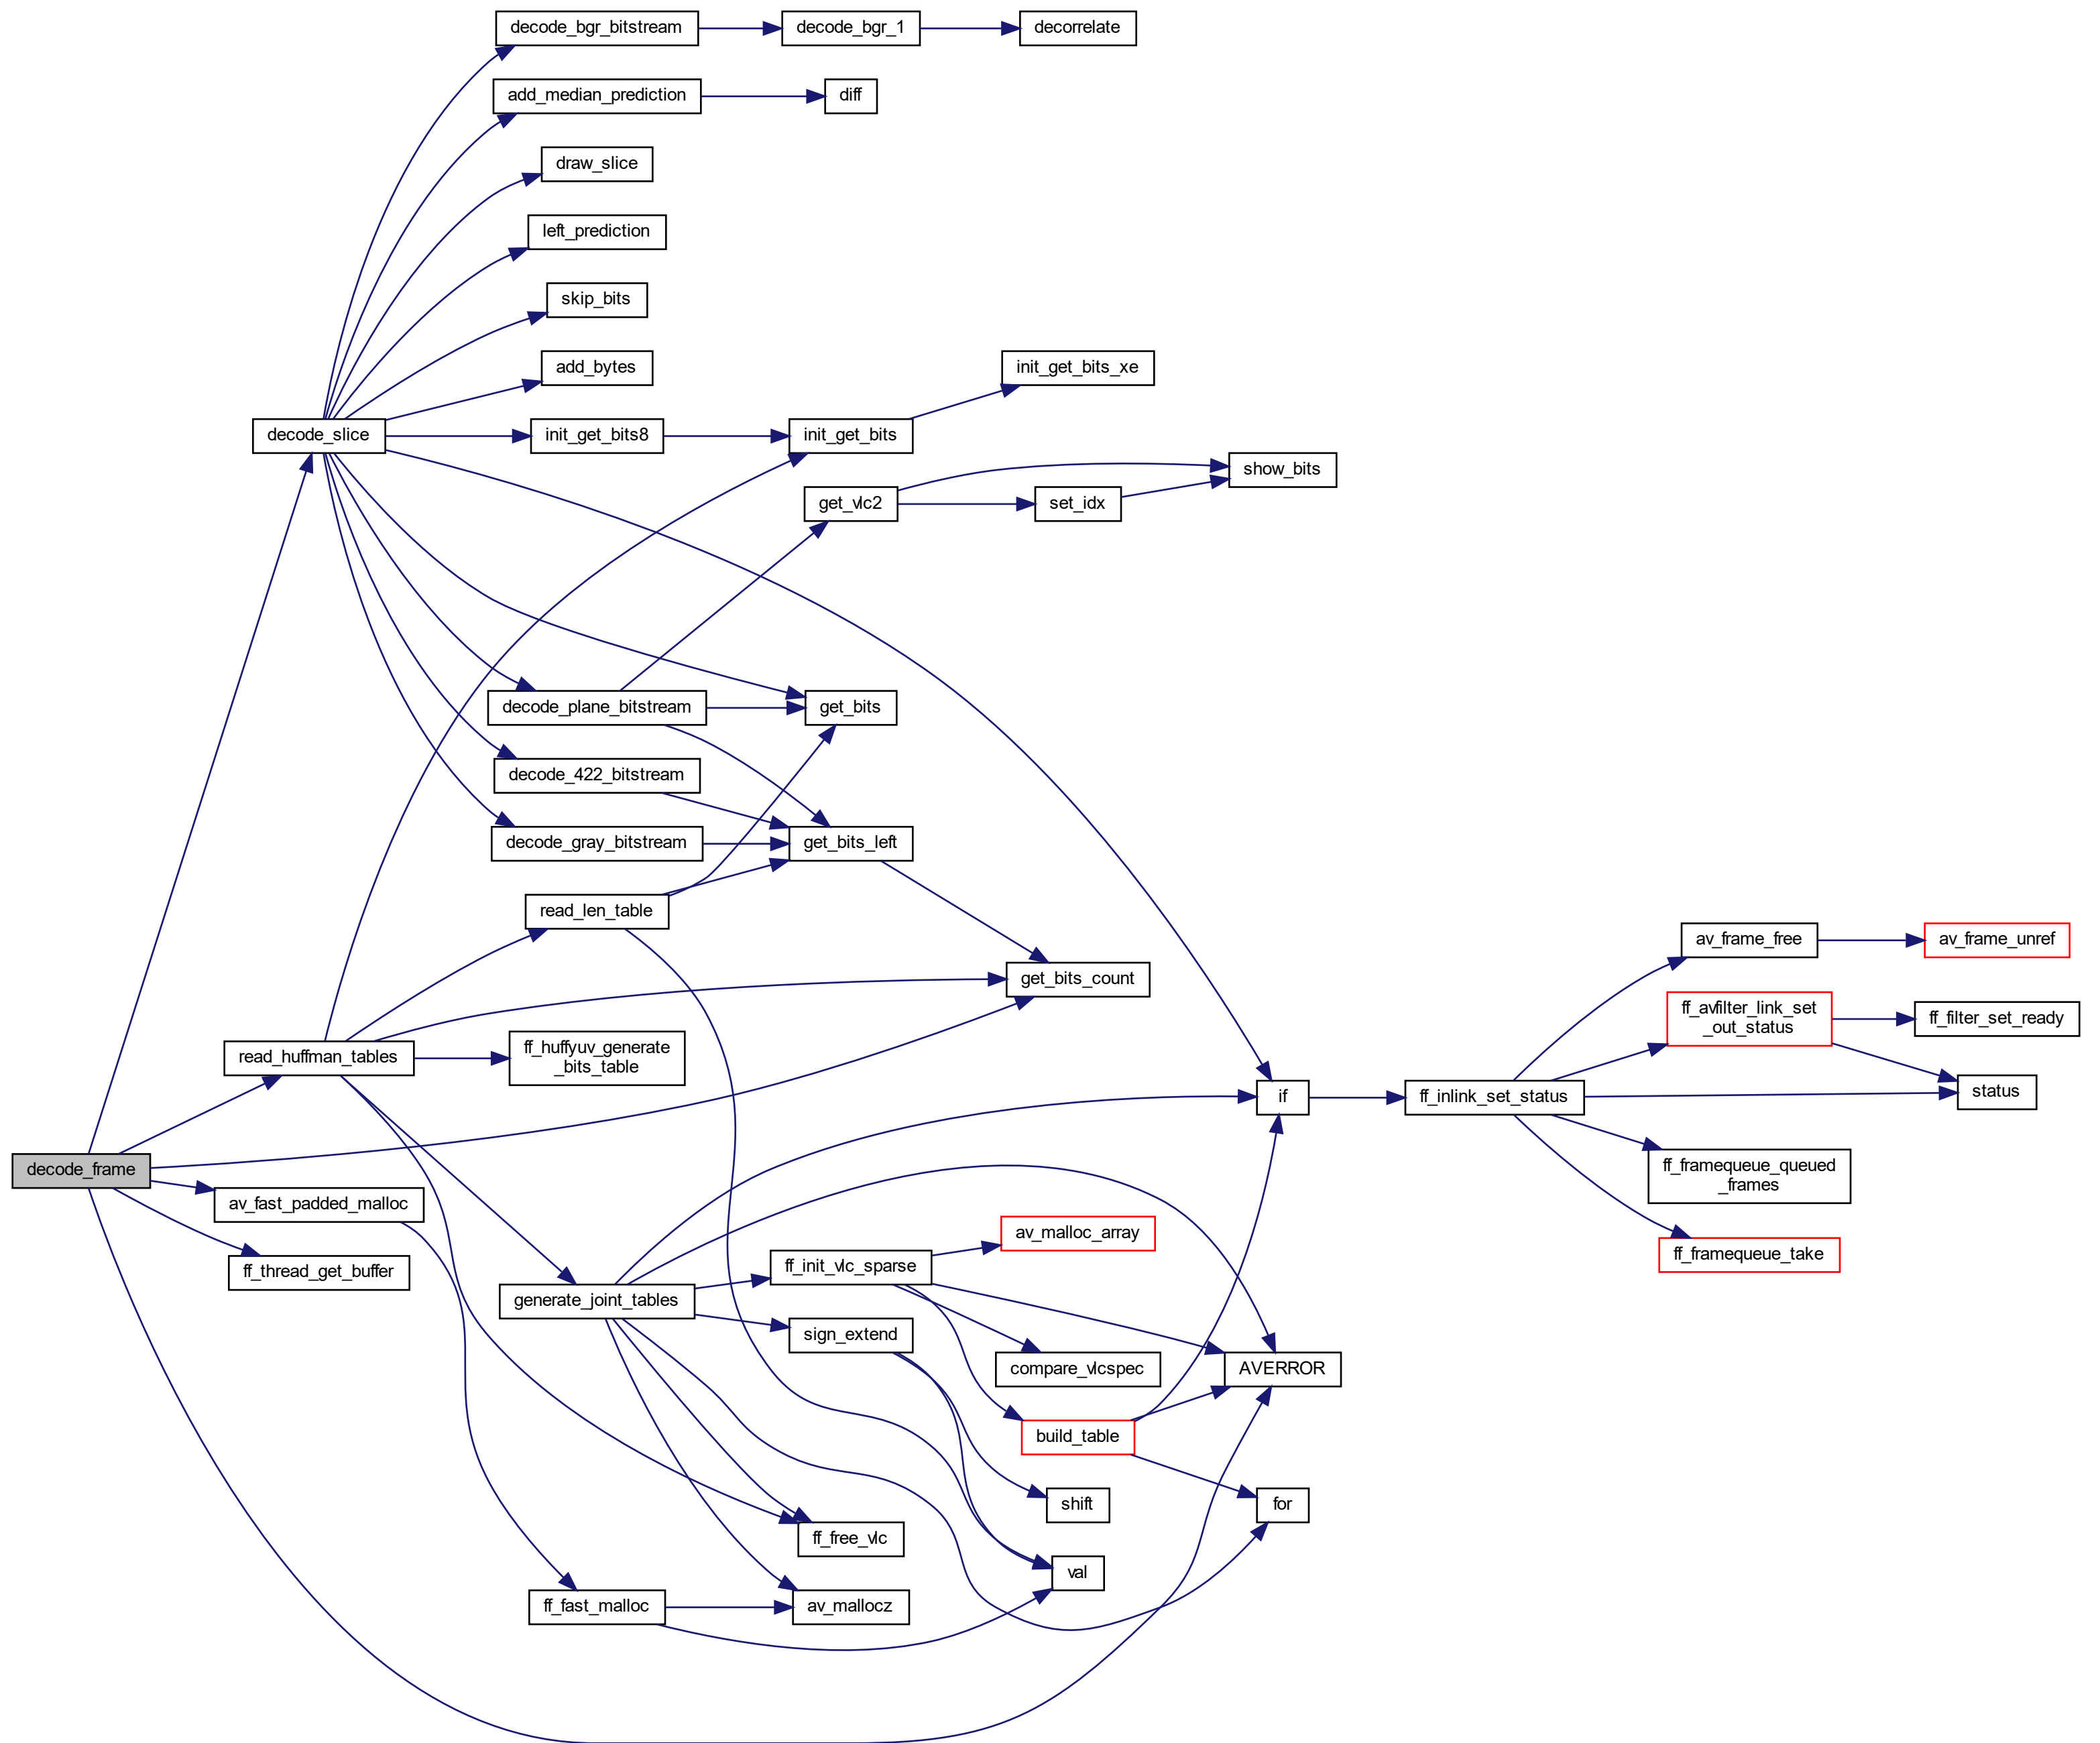 decode_bgr_bitstream
decode_bgr_1
decorrelate
add_median_prediction
diff
draw_slice
left_prediction
skip_bits
add_bytes
init_get_bits_xe
decode_slice
init_get_bits8
init_get_bits
show_bits
get_vlc2
set_idx
decode_plane_bitstream
get_bits
decode_422_bitstream
decode_gray_bitstream
get_bits_left
read_len_table
av_frame_free
av_frame_unref
get_bits_count
ff_avfilter_link_set
_out_status
ff_filter_set_ready
read_huffman_tables
ff_huffyuv_generate
_bits_table
if
ff_inlink_set_status
status
decode_frame
ff_framequeue_queued
_frames
av_fast_padded_malloc
av_malloc_array
ff_framequeue_take
ff_thread_get_buffer
ff_init_vlc_sparse
generate_joint_tables
sign_extend
compare_vlcspec
AVERROR
build_table
shift
for
ff_free_vlc
val
ff_fast_malloc
av_mallocz